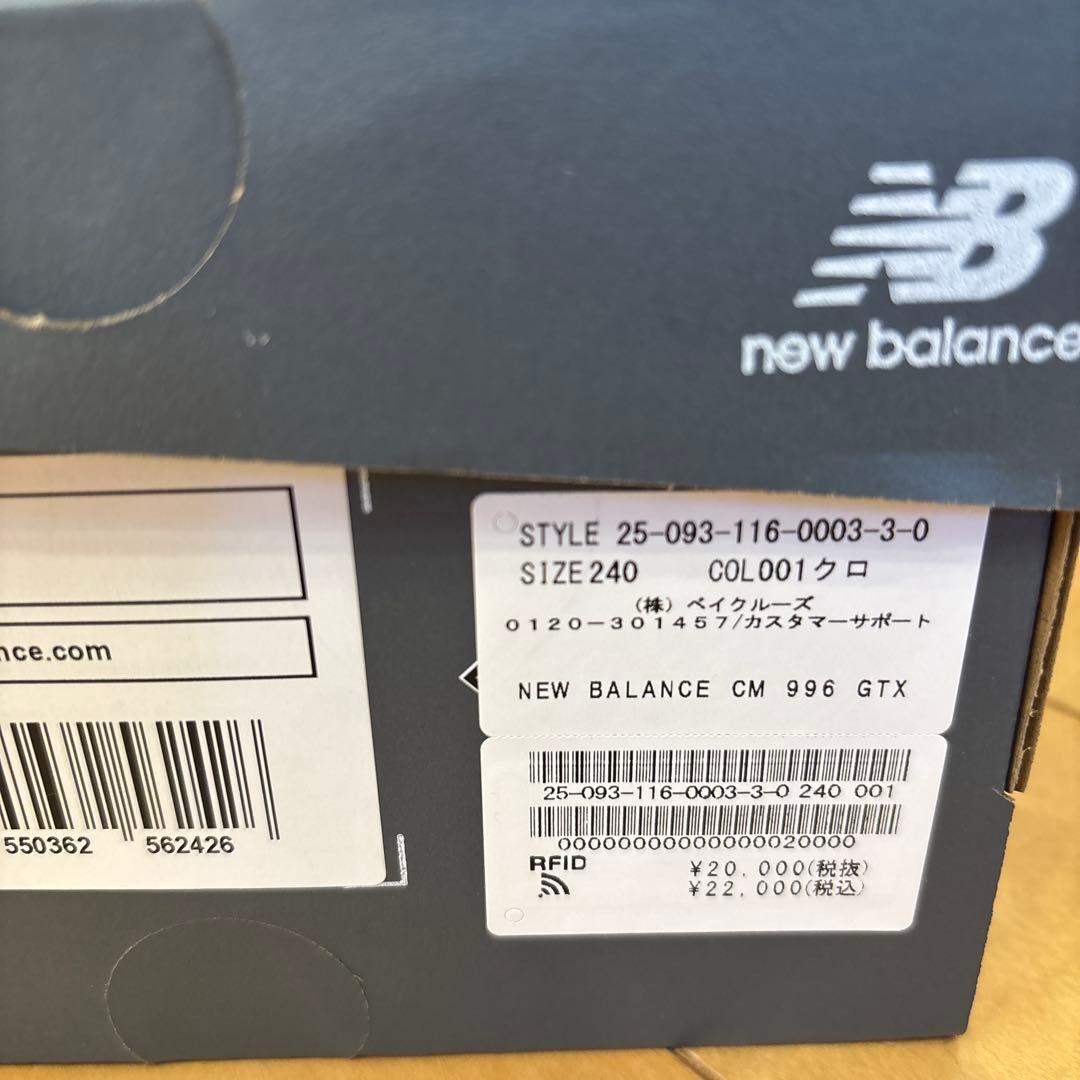 new balance
nce.com
550362 562426
STYLE 25-093-116-0003-3-0
SIZE240 COL001クロ
(株) ベイクルーズ
0120-301457/カスタマーサポート
NEW BALANCE CM 996 GTX
25-093-116-0003-3-0 240 001
00000000000000020000
RFID
¥20,000(税抜)
¥22,000(税込)